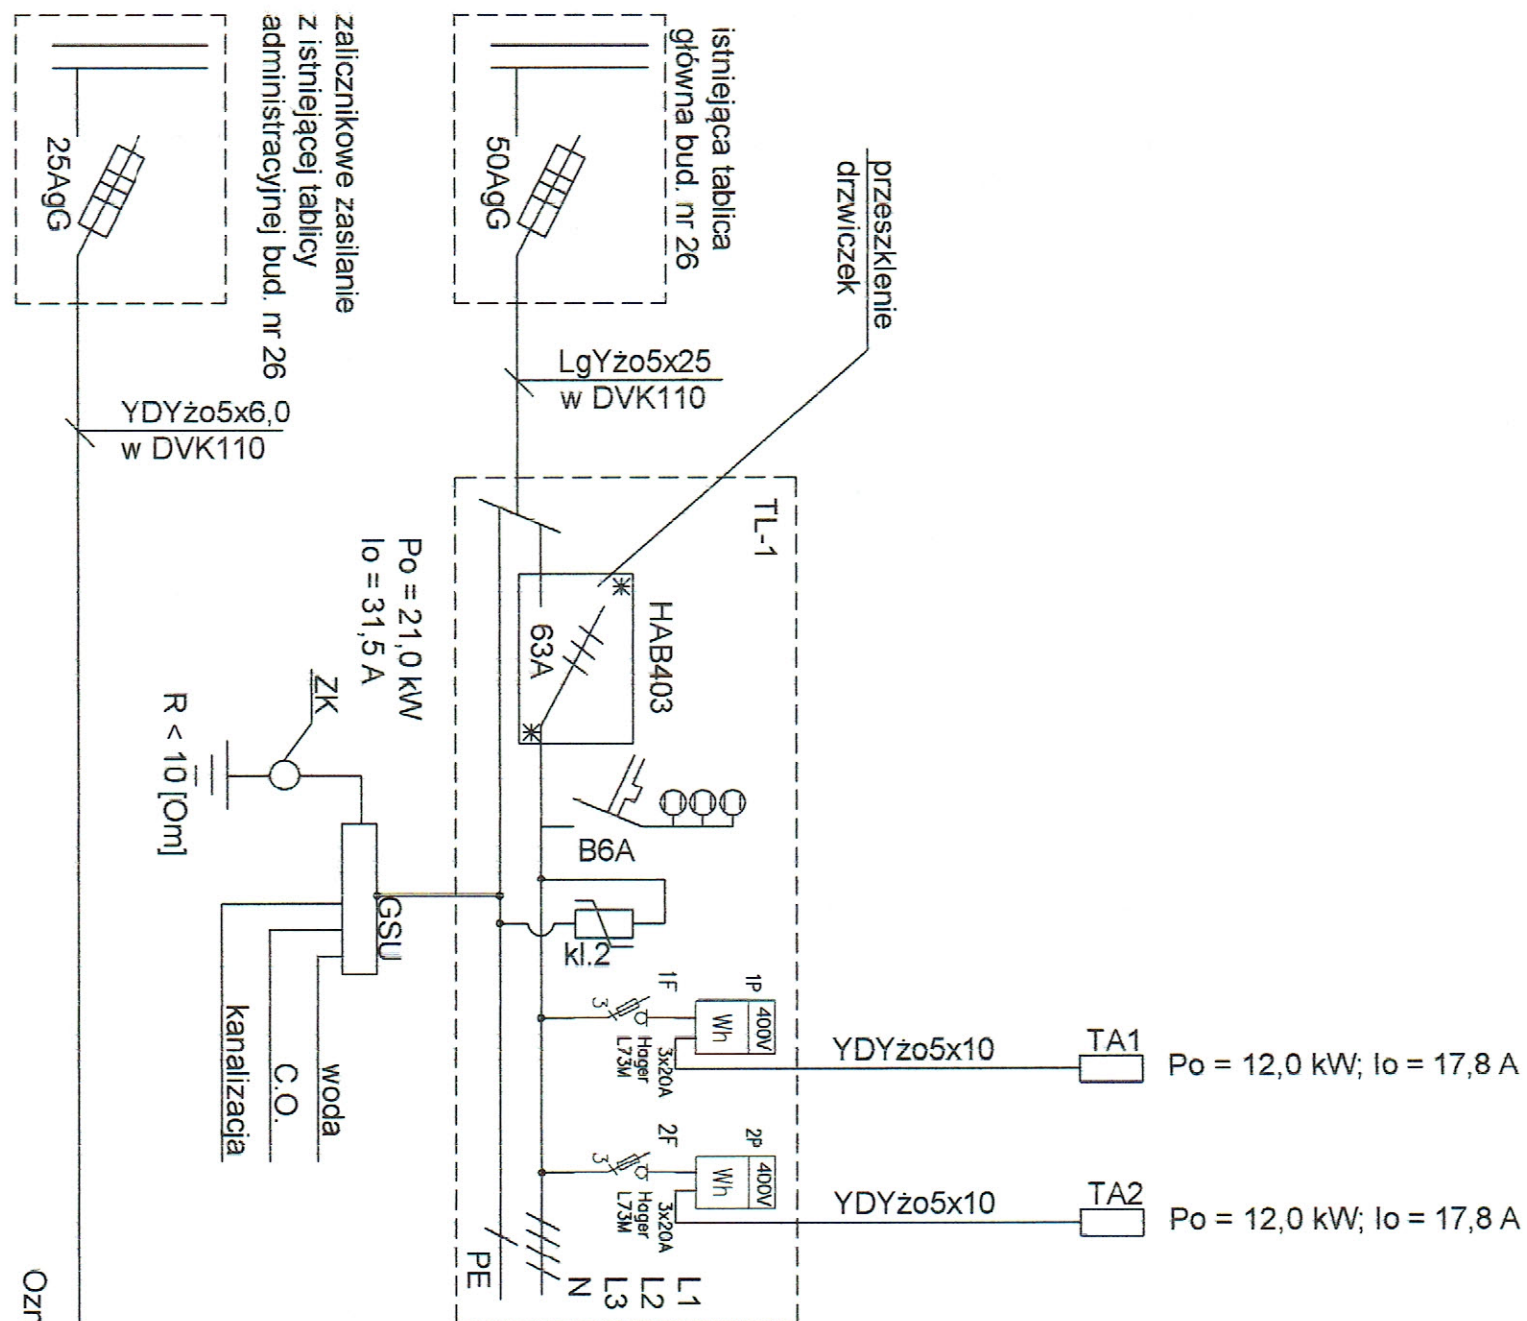 zalicznikowe zasilanie
z istniejącej tablicy
administracyjnej bud. nr 26
25AgG
YDYżo5x6,0
w DVK110
istniejąca tablica
główna bud. nr 26
50AgG
LgYżo5x25
w DVK110
przeszklenie
drzwiczek
TL-1
HAB403
63A
Po = 21,0 kW
Io = 31,5 A
ZK
R < 10 [Om]
GSU
kanalizacja
C.O.
woda
B6A
kl.2
1F
3
Hager
L73M
3x20A
1P
400V
Wh
YDYżo5x10
TA1
Po = 12,0 kW; Io = 17,8 A
2F
3
Hager
L73M
3x20A
2P
400V
Wh
YDYżo5x10
TA2
Po = 12,0 kW; Io = 17,8 A
L1
L2
L3
N
PE